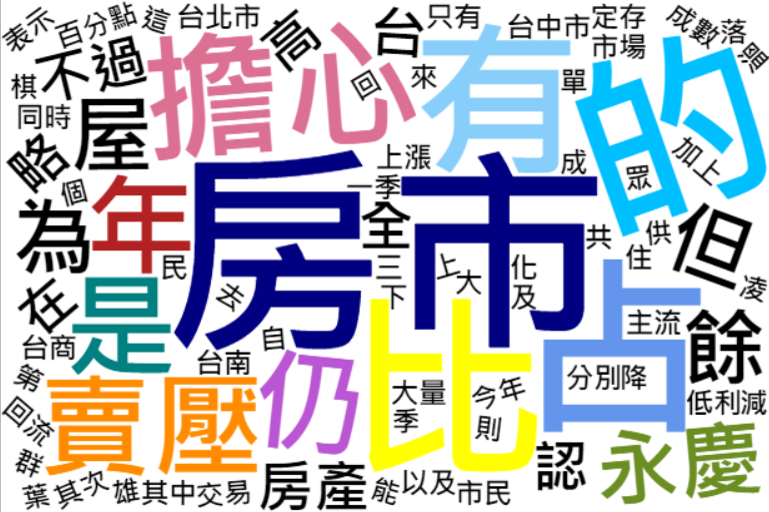 表示
百分點
這
台北市
高
台
只有
台中市
定存
市場
成數
落
棋
不過
擔心
回
來
有
單
的
同時
屋
略
個
上漲
成
眾
加上
為
年
房市
一季
全
共
供
住
但
民
去
三
下
上
大
化
及
凌
在
是
自
台商
台南
仍
比
占
主流
餘
第
賣壓
大量
季
今年
則
分別
降
低利
減
回流
群
房產
認
永慶
葉
其次
雄
其中
交易
能
以及
市民